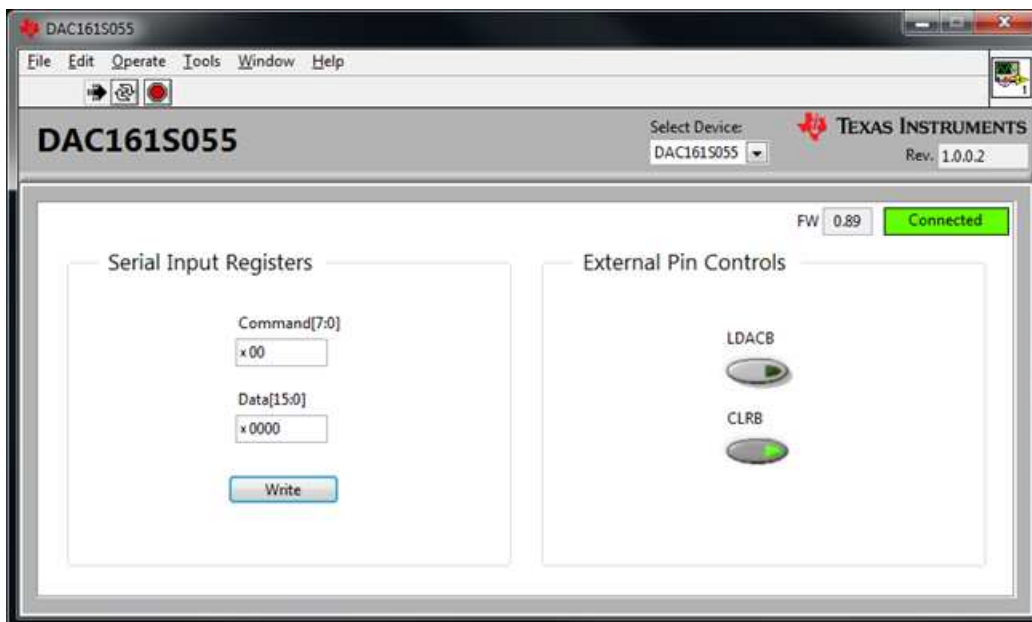 DAC161S055
File Edit Operate Tools Window Help
DAC161S055
Select Device:
DAC161S055
TEXAS INSTRUMENTS
Rev. 1.0.0.2
FW 0.89 Connected
Serial Input Registers
Command[7:0]
x 00
Data[15:0]
x 0000
Write
External Pin Controls
LDACB
CLRB